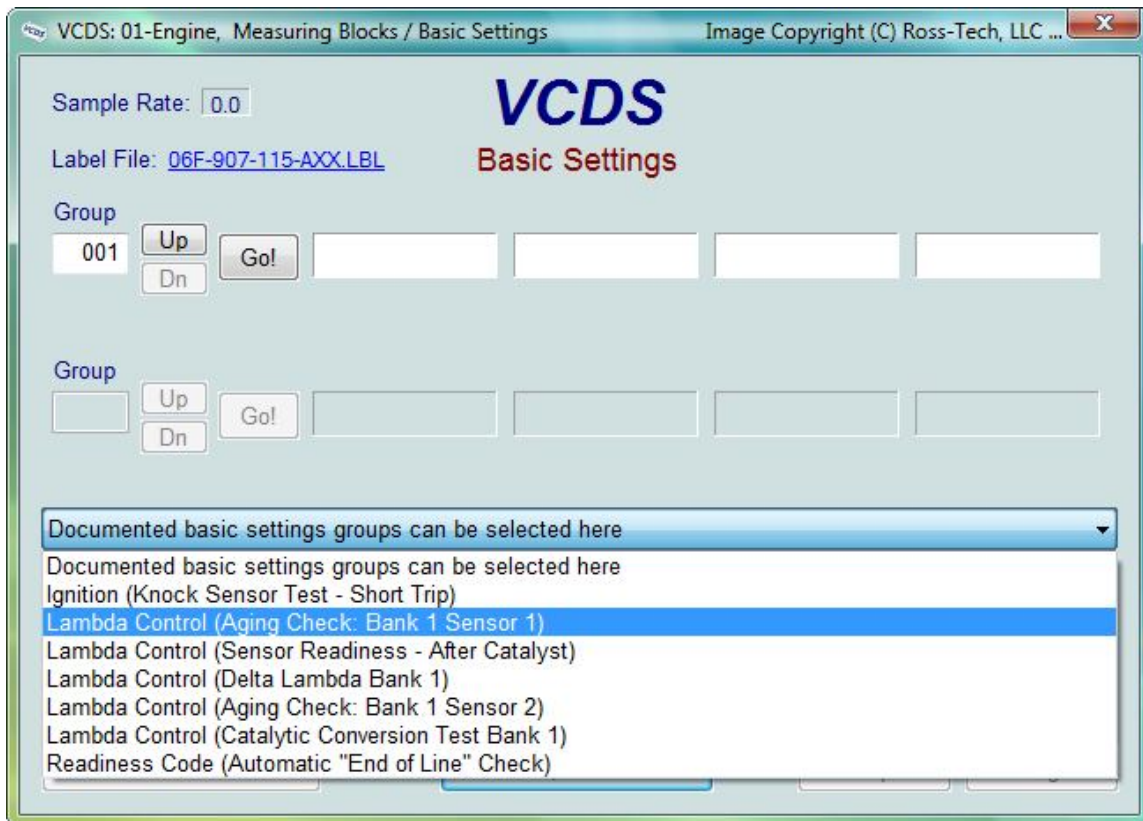 VCDS: 01-Engine, Measuring Blocks / Basic Settings Image Copyright (C) Ross-Tech, LLC ...
Sample Rate: 0.0
VCDS
Label File: 06F-907-115-AXX.LBL
Basic Settings
Group
001 Up Go!
Dn
Group
Up Go!
Dn
Documented basic settings groups can be selected here
Documented basic settings groups can be selected here
Ignition (Knock Sensor Test - Short Trip)
Lambda Control (Aging Check: Bank 1 Sensor 1)
Lambda Control (Sensor Readiness - After Catalyst)
Lambda Control (Delta Lambda Bank 1)
Lambda Control (Aging Check: Bank 1 Sensor 2)
Lambda Control (Catalytic Conversion Test Bank 1)
Readiness Code (Automatic "End of Line" Check)